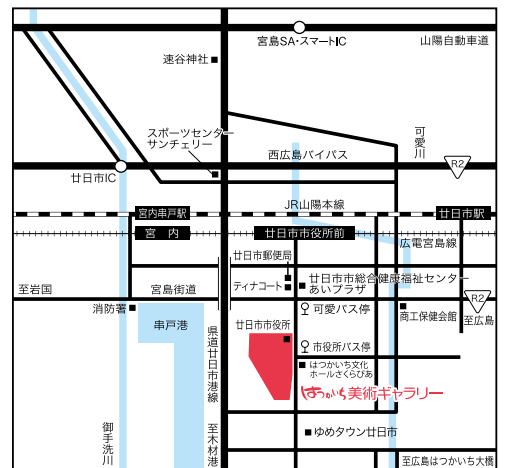 宮島SA・スマートIC
山陽自動車道
速谷神社
スポーツセンター
サンチェリー
可愛川
西広島バイパス
R2
廿日市IC
JR山陽本線
宮内串戸駅
廿日市駅
宮内
廿日市市役所前
広電宮島線
廿日市郵便局
廿日市市総合健康福祉センター
あいプラザ
ティナコート
至岩国
宮島街道
R2
消防署
可愛バス停
商工保健会館
至広島
串戸港
県道廿日市港線
廿日市市役所
市役所バス停
はつかいち文化
ホールさくらぴあ
はつかいち美術ギャラリー
御手洗川
至木材港
ゆめタウン廿日市
至広島はつかいち大橋